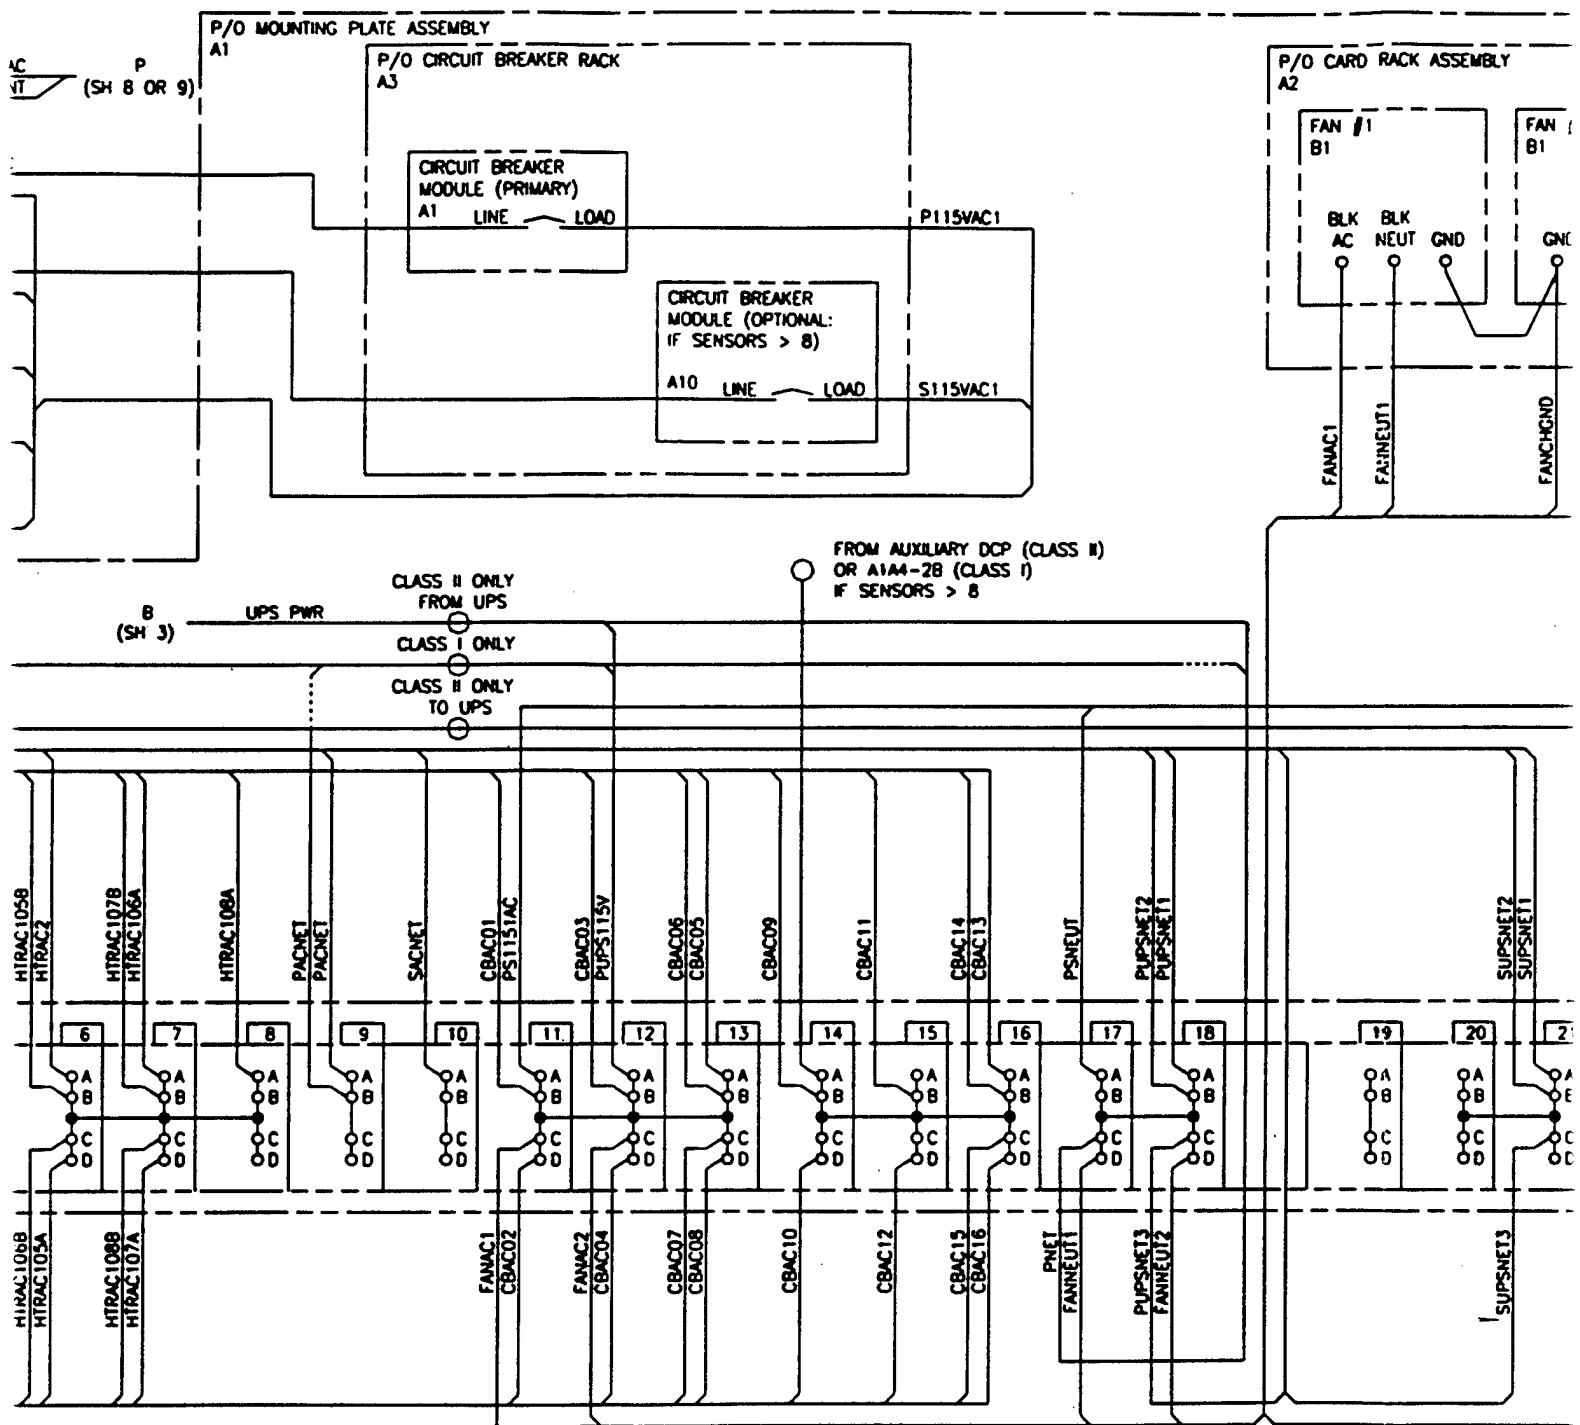 P/O MOUNTING PLATE ASSEMBLY
A1
P
(SH 8 OR 9)
P/O CIRCUIT BREAKER RACK
A3
CIRCUIT BREAKER
MODULE (PRIMARY)
A1 LINE LOAD
P115VAC1
CIRCUIT BREAKER
MODULE (OPTIONAL:
IF SENSORS > 8)
A10 LINE LOAD
S115VAC1
P/O CARD RACK ASSEMBLY
A2
FAN #1
B1
FAN
B1
BLK AC
BLK NEUT
GND
FANAC1
FANNEUT1
FANCHGND
FROM AUXILIARY DCP (CLASS II)
OR A1A4-2B (CLASS I)
IF SENSORS > 8
B
(SH 3)
UPS PWR
CLASS II ONLY
FROM UPS
CLASS I ONLY
CLASS II ONLY
TO UPS
HTRAC105B
HTRAC2
HTRAC107B
HTRAC106A
HTRAC108A
PACNET
PACNET
SACNET
CBAC01
PS1151AC
CBAC03
PUPS115V
CBAC06
CBAC05
CBAC09
CBAC11
CBAC14
CBAC13
PSNEUT
PUPSNET2
PUPSNET1
SUPSNET2
SUPSNET1
6 7 8 9 10 11 12 13 14 15 16 17 18 19 20
A A A A A A A A A A A A A A A A
B B B B B B B B B B B B B B B
C C C C C C C C C C C C C C C
D D D D D D D D D D D D D D D
HTRAC106B
HTRAC105A
HTRAC108B
HTRAC107A
FANAC1
CBAC02
FANAC2
CBAC04
CBAC07
CBAC08
CBAC10
CBAC12
CBAC15
CBAC16
PNET
FANNEUT1
PUPSNET3
FANNEUT2
SUPSNET3